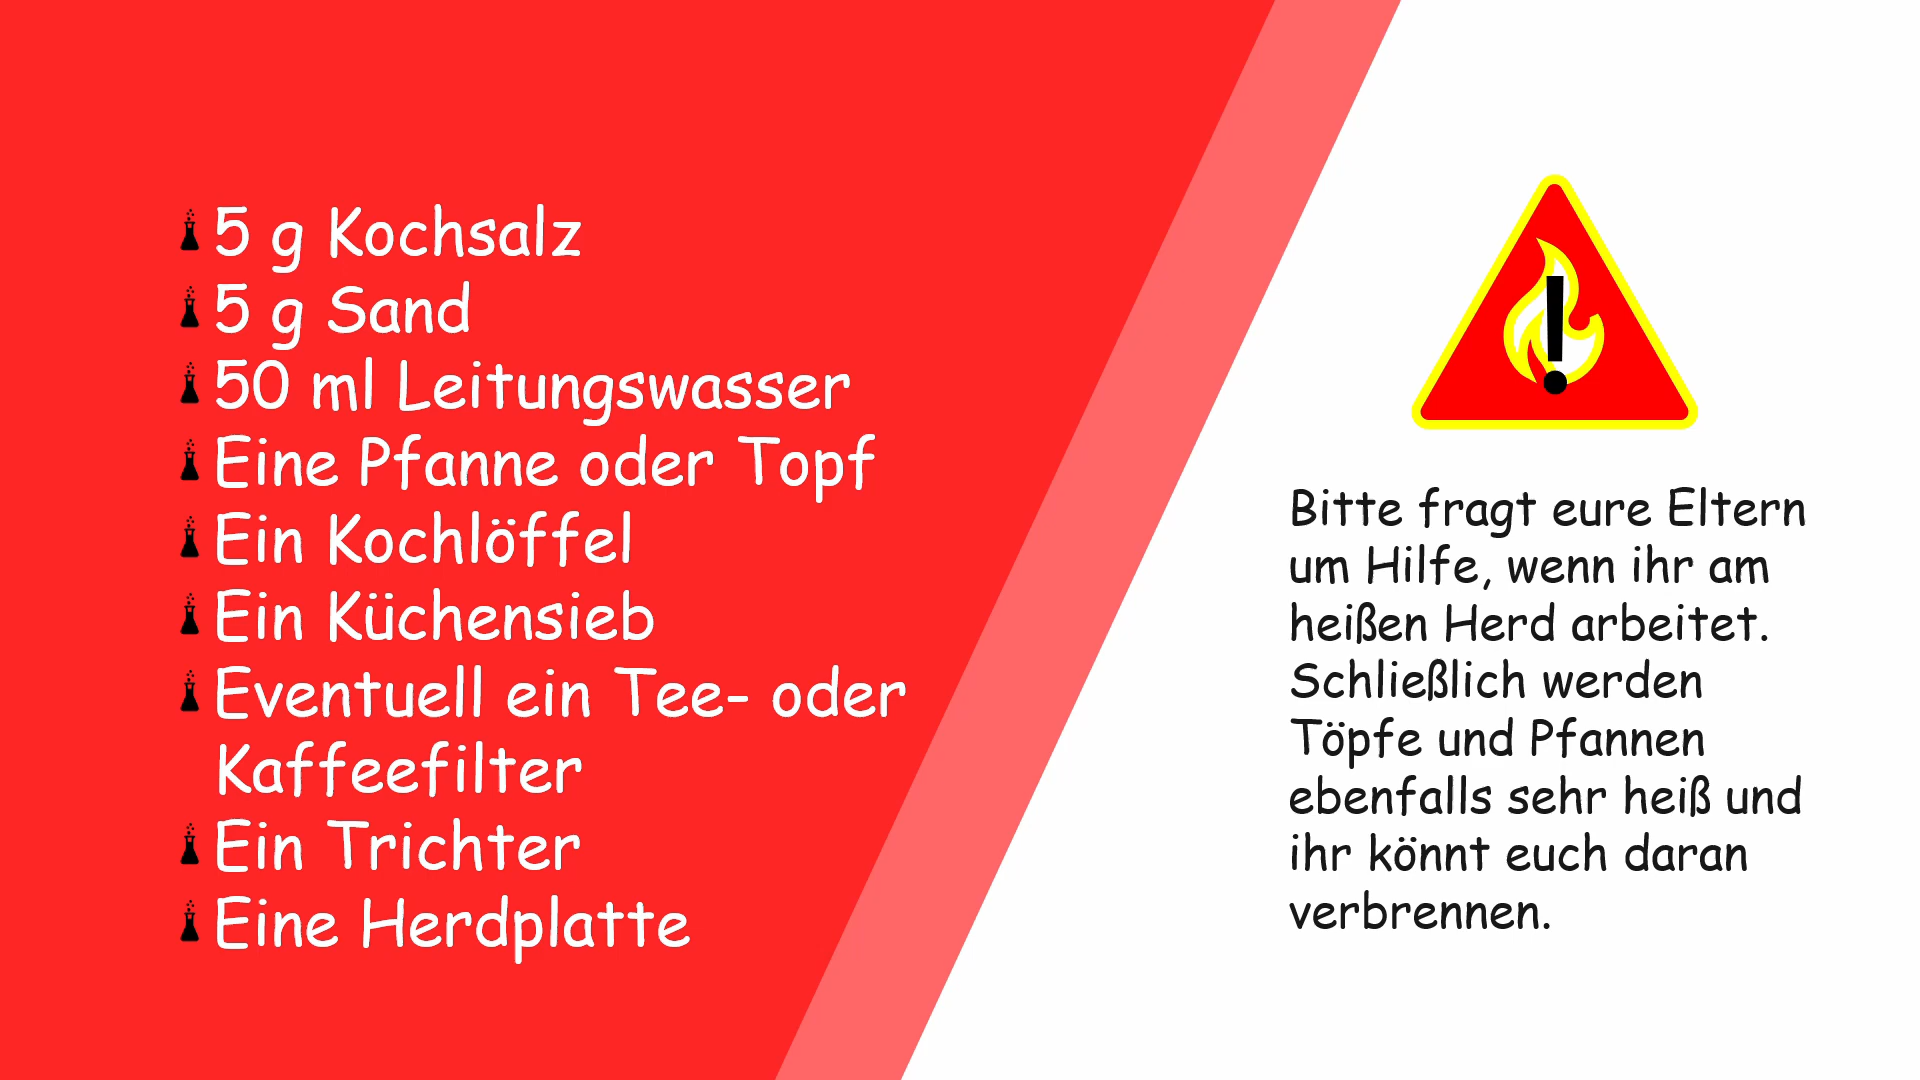 5 g Kochsalz
5 g Sand
50 ml Leitungswasser
Eine Pfanne oder Topf
Ein Kochlöffel
Ein Küchensieb
Eventuell ein Tee- oder
Kaffeefilter
Ein Trichter
Eine Herdplatte
!
Bitte fragt eure Eltern
um Hilfe, wenn ihr am
heißen Herd arbeitet.
Schließlich werden
Töpfe und Pfannen
ebenfalls sehr heiß und
ihr könnt euch daran
verbrennen.